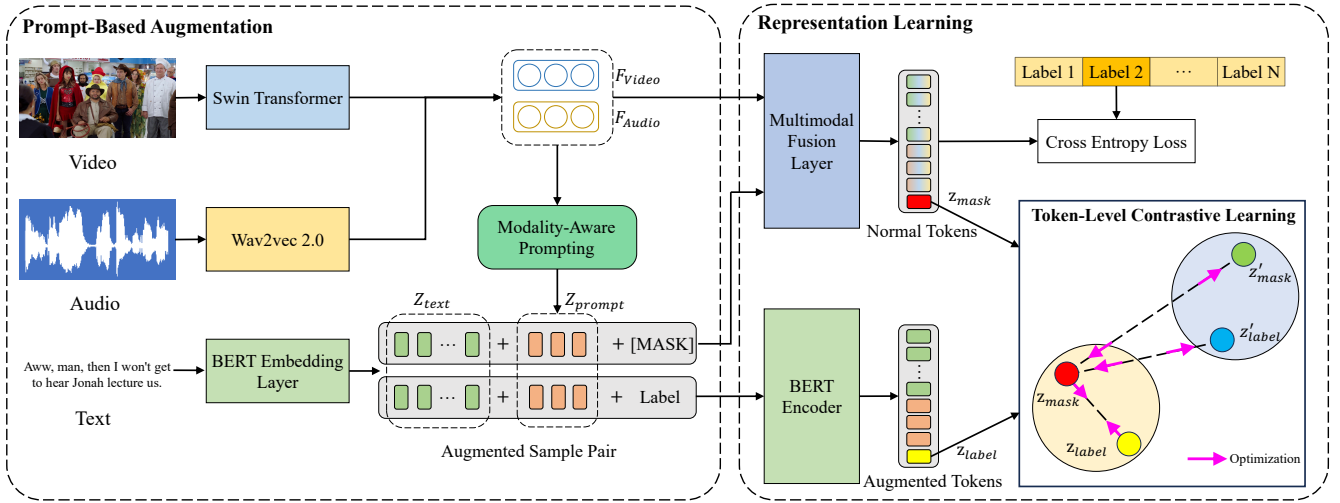 Prompt-Based Augmentation
Video
Swin Transformer
F_Video
F_Audio
Audio
Wav2vec 2.0
Modality-Aware
Prompting
Z_text
Z_prompt
Aww, man, then I won't get
to hear Jonah lecture us.
Text
BERT Embedding
Layer
··· + + [MASK]
··· + + Label
Augmented Sample Pair
Representation Learning
Multimodal
Fusion
Layer
z_mask
Normal Tokens
Label 1 Label 2 ··· Label N
Cross Entropy Loss
BERT
Encoder
z_label
Augmented Tokens
Token-Level Contrastive Learning
z'_mask
z'_label
z_mask
z_label
Optimization